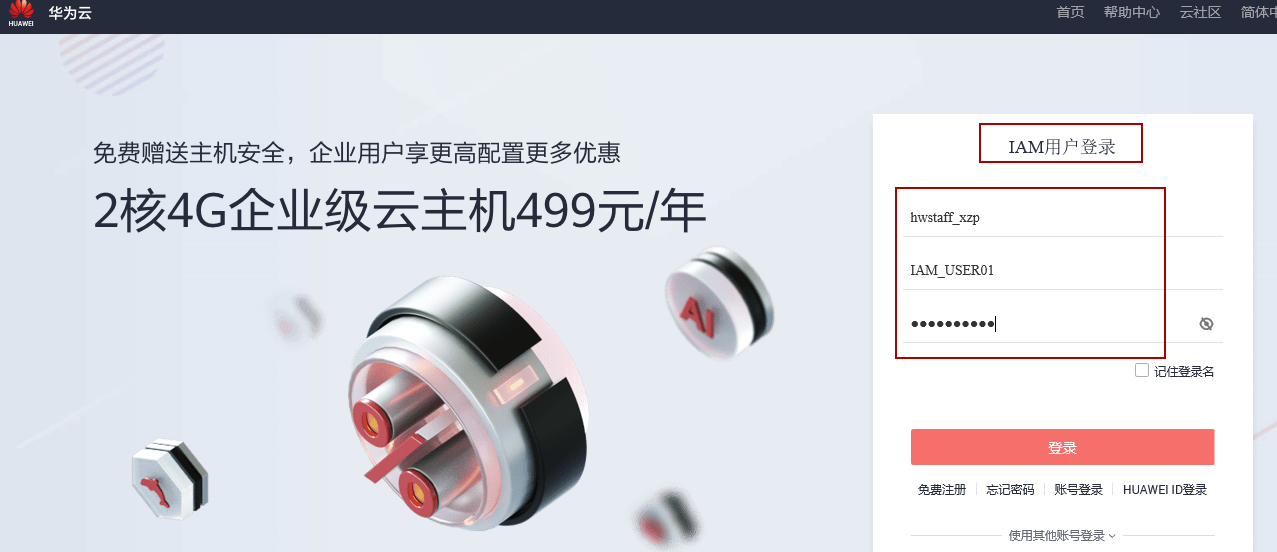 HUAWEI 华为云 首页 帮助中心 云社区 简体中
免费赠送主机安全，企业用户享更高配置更多优惠
2核4G企业级云主机499元/年
AI
IAM用户登录
hwstaff_xzp
IAM_USER01
●●●●●●●●●●
记住登录名
登录
免费注册 忘记密码 账号登录 HUAWEI ID登录
使用其他账号登录